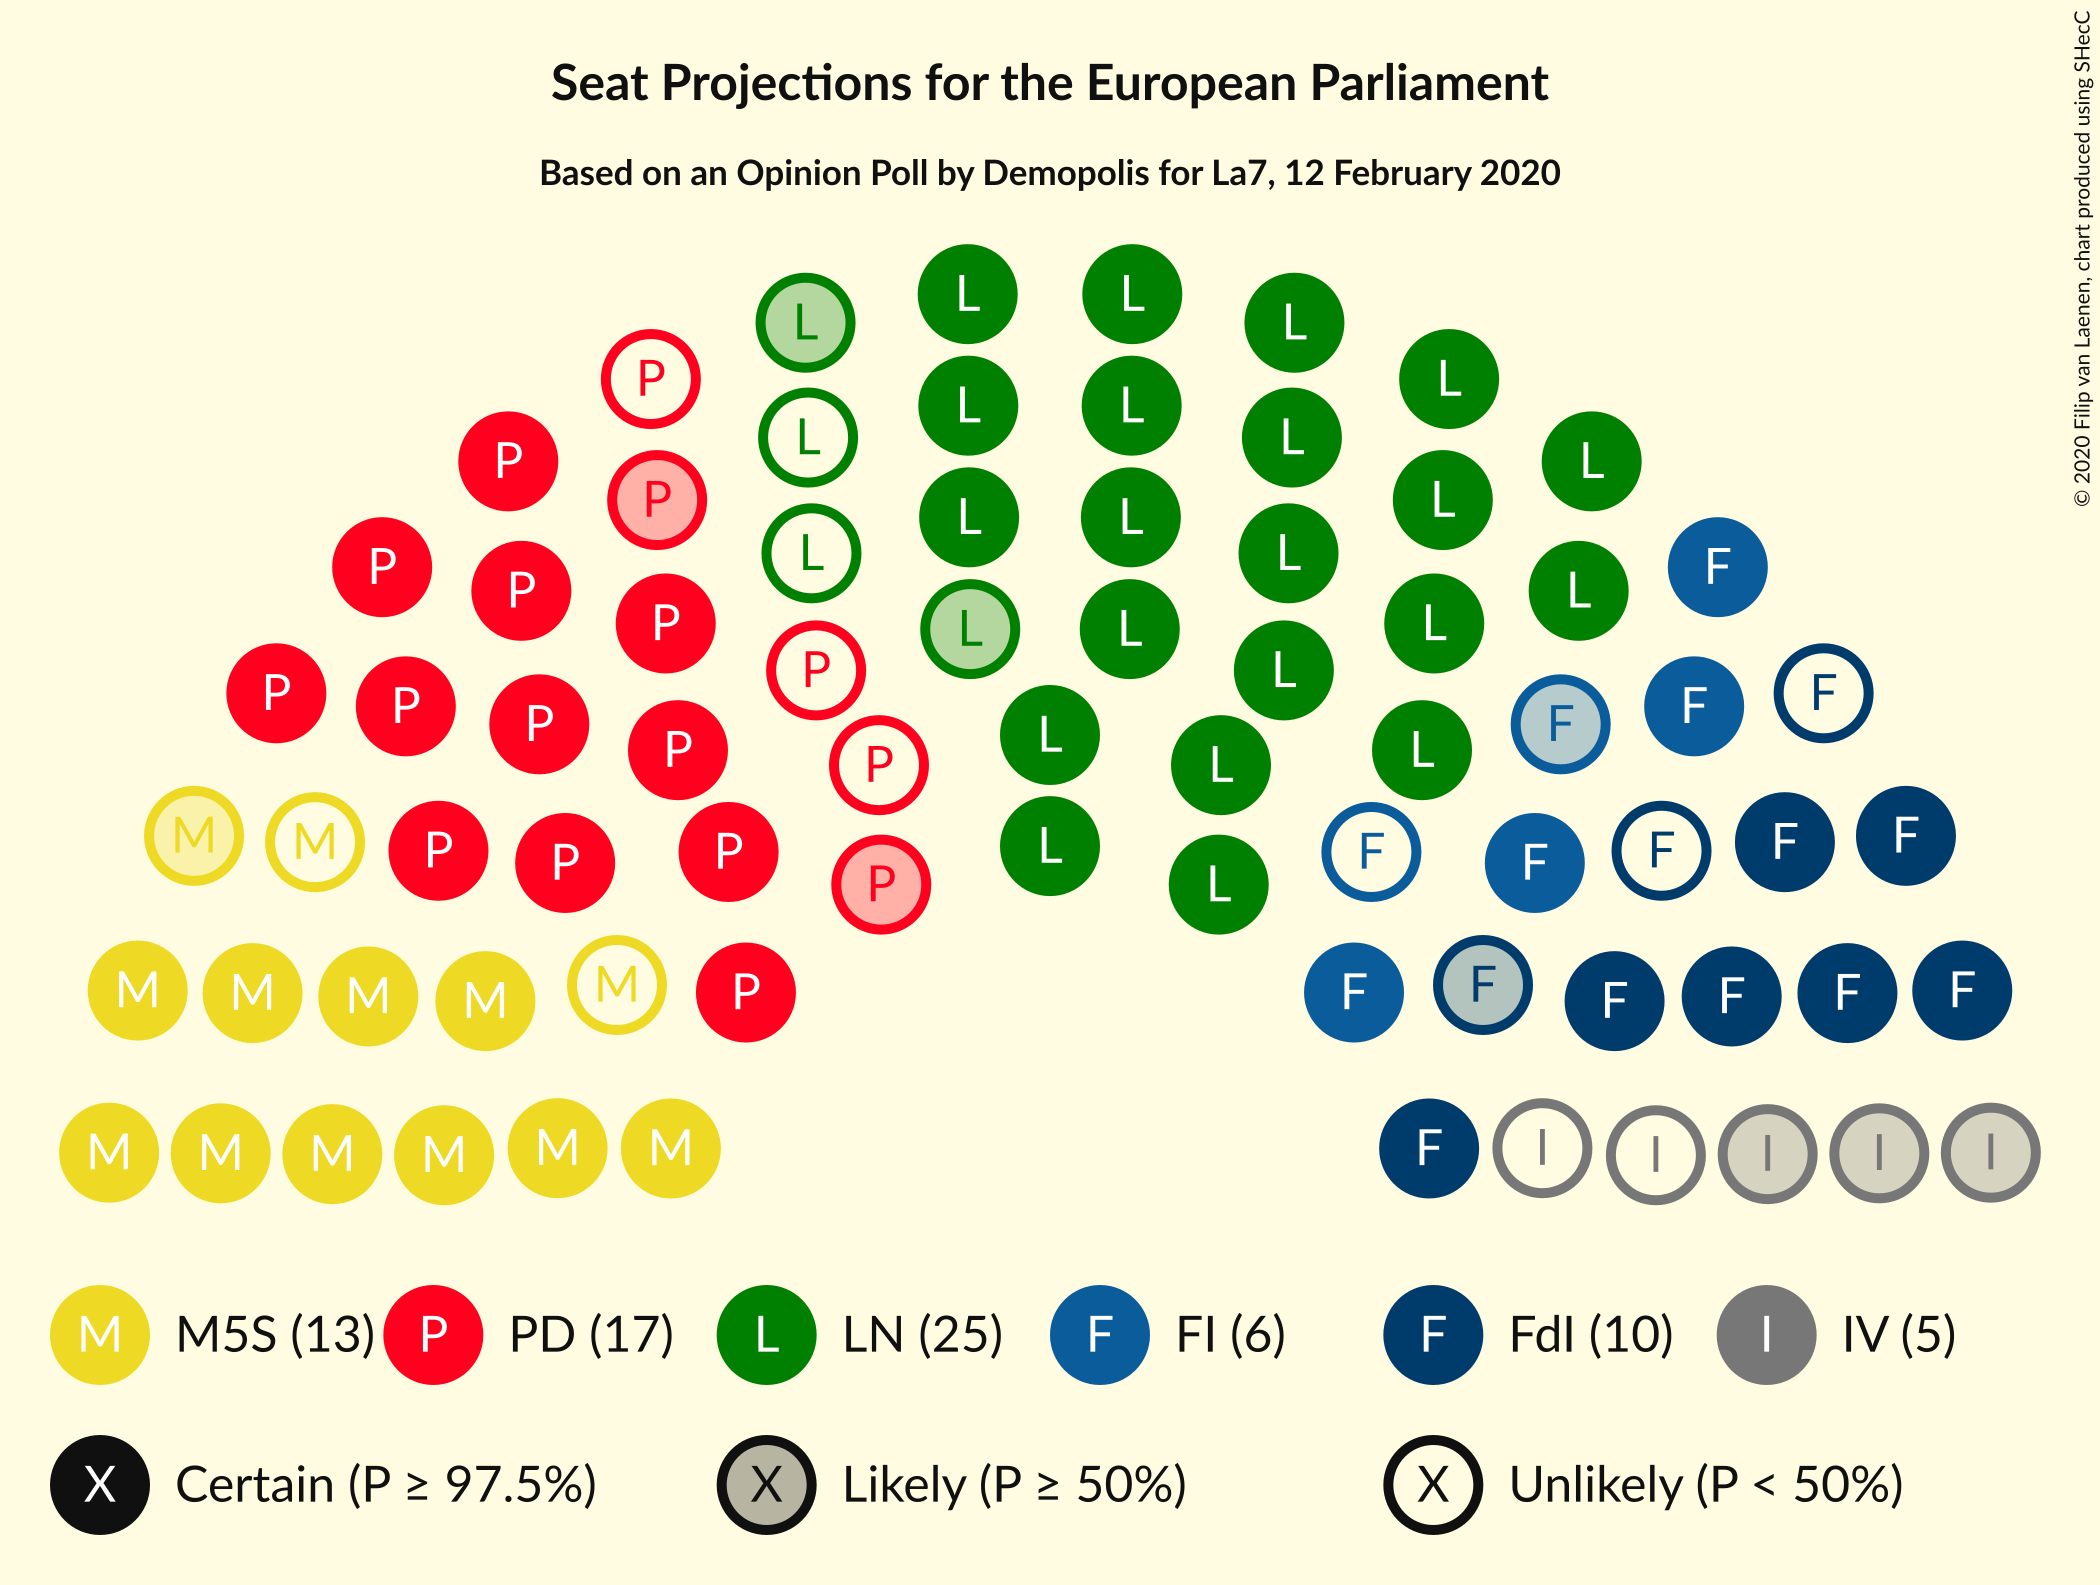 Seat Projections for the European Parliament
Based on an Opinion Poll by Demopolis for La7, 12 February 2020
© 2020 Filip van Laenen, chart produced using SHecC
L L
L L
P L
L L
L L
P L
P L
P L
L L
P F
P L
P L
L L
P L
P F
P L
P P F F F
P L
P F
L
P L
P L
M F
M F
P F
P F
P F
L
P L
M M M M M P F F F F F F
M M M M M M F I I I I I
M M5S (13) P PD (17) L LN (25) F FI (6) F FdI (10) I IV (5)
X Certain (P ≥ 97.5%) X Likely (P ≥ 50%) X Unlikely (P < 50%)